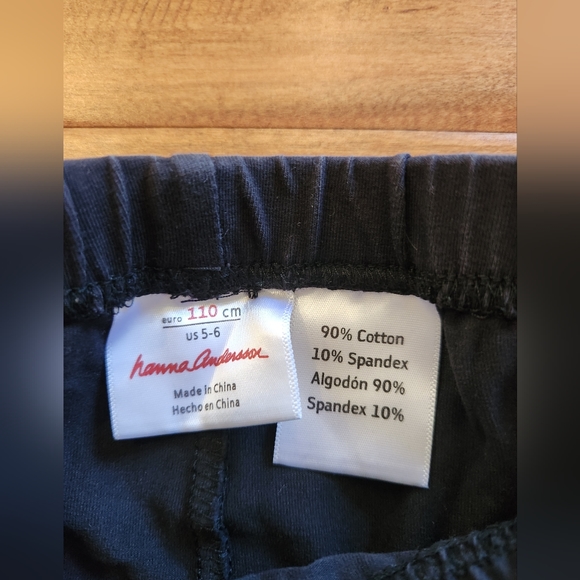 euro 110 cm
US 5-6
hanna Andersson
Made In China
Hecho en China
90% Cotton
10% Spandex
Algodón 90%
Spandex 10%